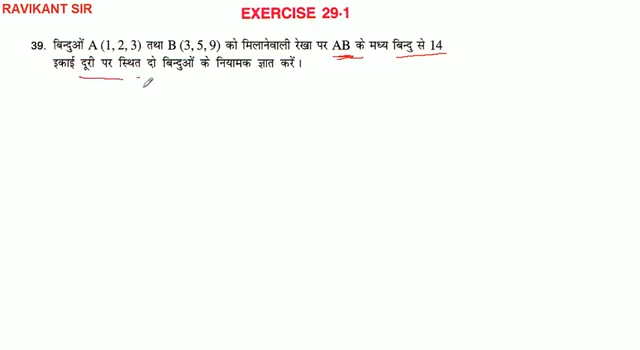 RAVIKANT SIR
EXERCISE 29·1
39. बिन्दुओं A (1, 2, 3) तथा B (3, 5, 9) को मिलानेवाली रेखा पर AB के मध्य बिन्दु से 14
इकाई दूरी पर स्थित दो बिन्दुओं के नियामक ज्ञात करें।